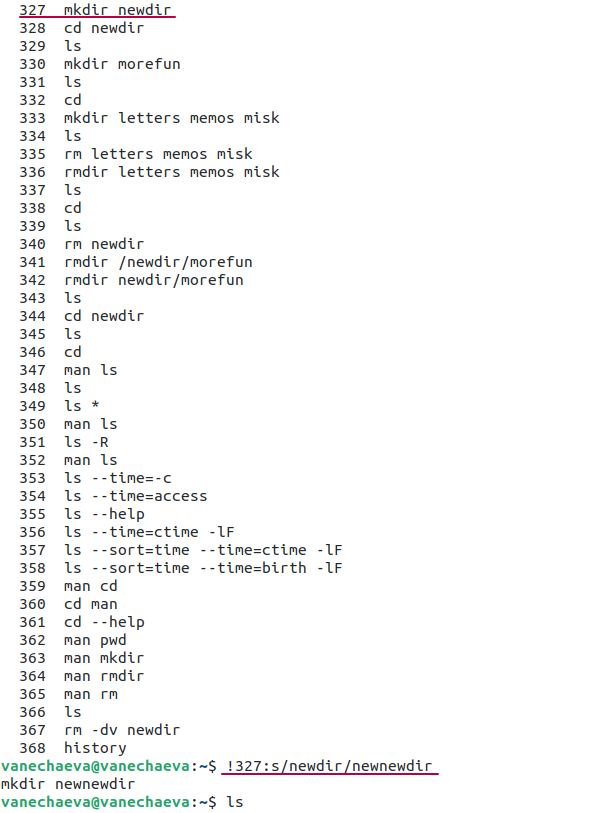 327  mkdir newdir
328  cd newdir
329  ls
330  mkdir morefun
331  ls
332  cd
333  mkdir letters memos misk
334  ls
335  rm letters memos misk
336  rmdir letters memos misk
337  ls
338  cd
339  ls
340  rm newdir
341  rmdir /newdir/morefun
342  rmdir newdir/morefun
343  ls
344  cd newdir
345  ls
346  cd
347  man ls
348  ls
349  ls *
350  man ls
351  ls -R
352  man ls
353  ls --time=-c
354  ls --time=access
355  ls --help
356  ls --time=ctime -lF
357  ls --sort=time --time=ctime -lF
358  ls --sort=time --time=birth -lF
359  man cd
360  cd man
361  cd --help
362  man pwd
363  man mkdir
364  man rmdir
365  man rm
366  ls
367  rm -dv newdir
368  history
vanechaeva@vanechaeva:~$ !327:s/newdir/newnewdir
mkdir newnewdir
vanechaeva@vanechaeva:~$ ls